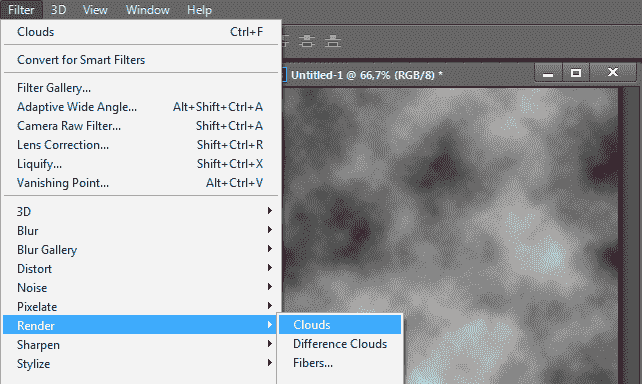 Filter 3D View Window Help
Clouds Ctrl+F
Convert for Smart Filters
Untitled-1 @ 66,7% (RGB/8) *
Filter Gallery...
Adaptive Wide Angle... Alt+Shift+Ctrl+A
Camera Raw Filter... Shift+Ctrl+A
Lens Correction... Shift+Ctrl+R
Liquify... Shift+Ctrl+X
Vanishing Point... Alt+Ctrl+V
3D
Blur
Blur Gallery
Distort
Noise
Pixelate
Render Clouds
Sharpen Difference Clouds
Stylize Fibers...